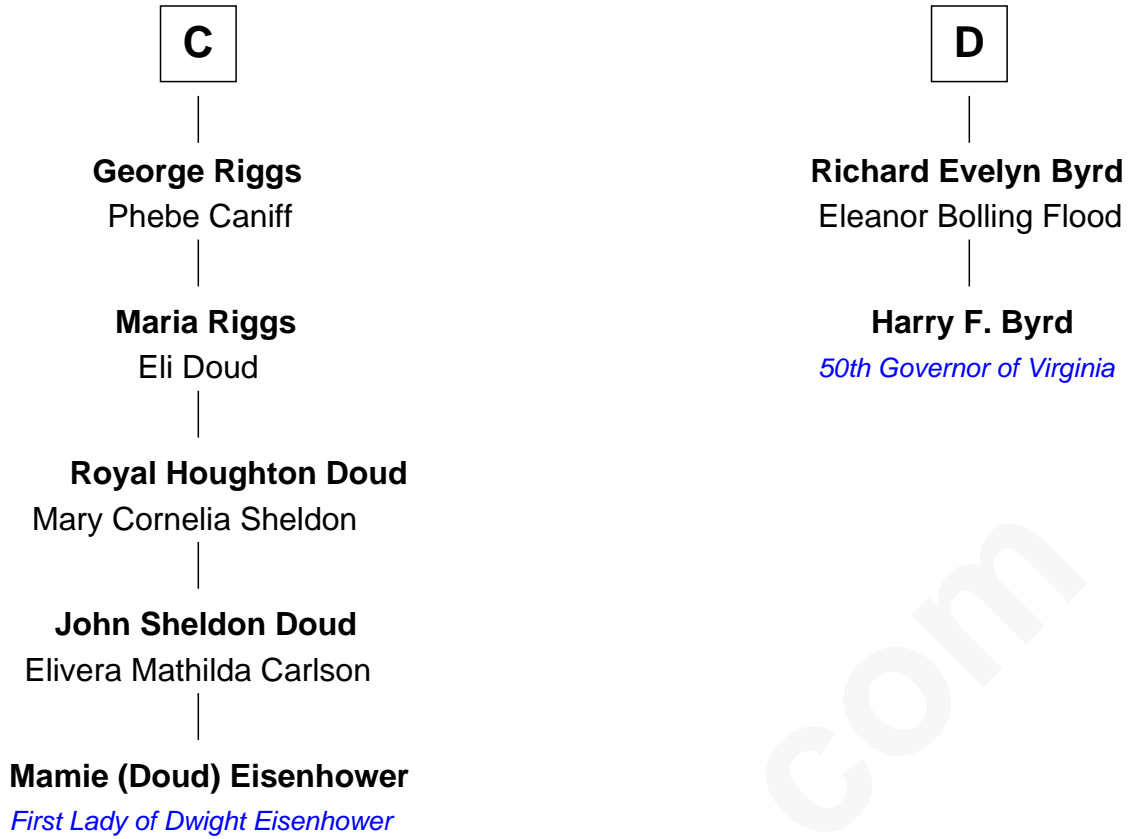 C
George Riggs
Phebe Caniff
Maria Riggs
Eli Doud
Royal Houghton Doud
Mary Cornelia Sheldon
John Sheldon Doud
Elivera Mathilda Carlson
Mamie (Doud) Eisenhower
First Lady of Dwight Eisenhower
D
Richard Evelyn Byrd
Eleanor Bolling Flood
Harry F. Byrd
50th Governor of Virginia
com